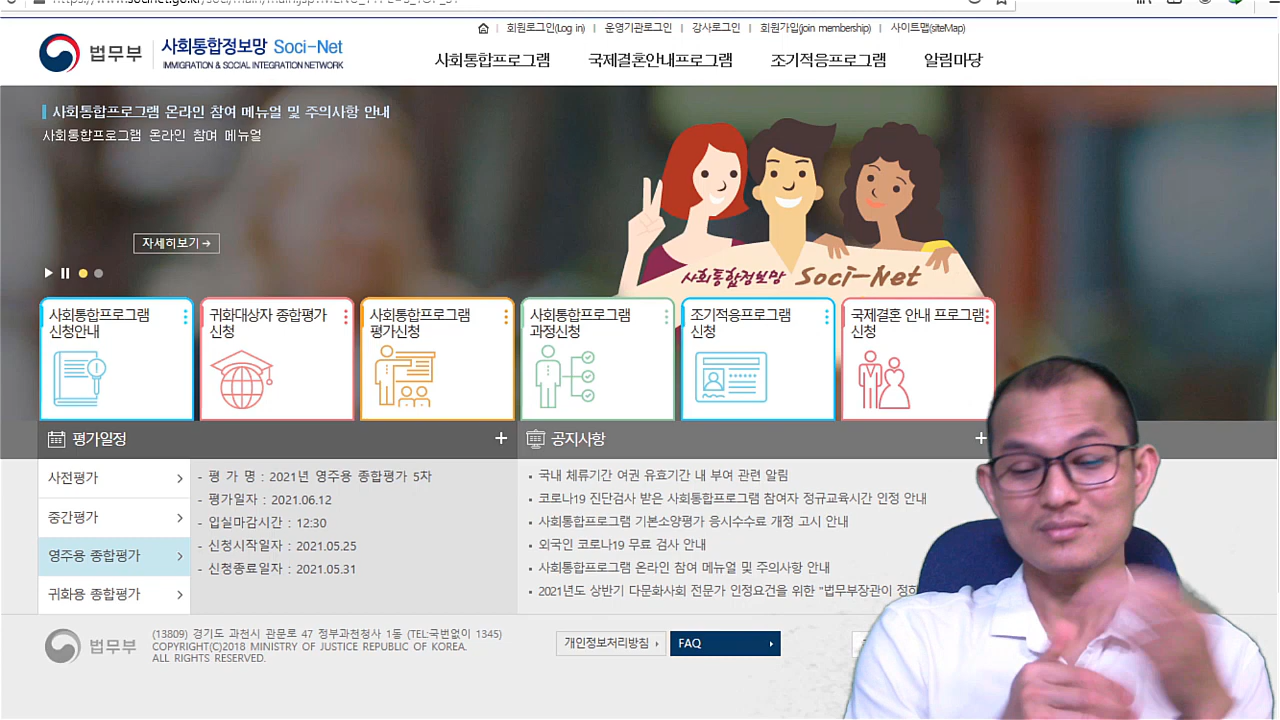 회원로그인(Log in) | 운영기관로그인 | 강사로그인 | 회원가입(join membership) | 사이트맵(siteMap)
법무부
사회통합정보망 Soci-Net
IMMIGRATION & SOCIAL INTEGRATION NETWORK
사회통합프로그램 국제결혼안내프로그램 조기적응프로그램 알림마당
사회통합프로그램 온라인 참여 메뉴얼 및 주의사항 안내
사회통합프로그램 온라인 참여 메뉴얼
자세히보기 →
사회통합정보망 Soci-Net
사회통합프로그램
신청안내
귀화대상자 종합평가
신청
사회통합프로그램
평가신청
사회통합프로그램
과정신청
조기적응프로그램
신청
국제결혼 안내 프로그램
신청
평가일정 +
사전평가
중간평가
영주용 종합평가
귀화용 종합평가
- 평 가 명 : 2021년 영주용 종합평가 5차
- 평가일자 : 2021.06.12
- 입실마감시간 : 12:30
- 신청시작일자 : 2021.05.25
- 신청종료일자 : 2021.05.31
공지사항 +
국내 체류기간 여권 유효기간 내 부여 관련 알림
코로나19 진단검사 받은 사회통합프로그램 참여자 정규교육시간 인정 안내
사회통합프로그램 기본소양평가 응시수수료 개정 고시 안내
외국인 코로나19 무료 검사 안내
사회통합프로그램 온라인 참여 메뉴얼 및 주의사항 안내
2021년도 상반기 다문화사회 전문가 인정요건을 위한 "법무부장관이
법무부
(13809) 경기도 과천시 관문로 47 정부과천청사 1동 (TEL:국번없이 1345)
COPYRIGHT(C)2018 MINISTRY OF JUSTICE REPUBLIC OF KOREA.
ALL RIGHTS RESERVED.
개인정보처리방침
FAQ